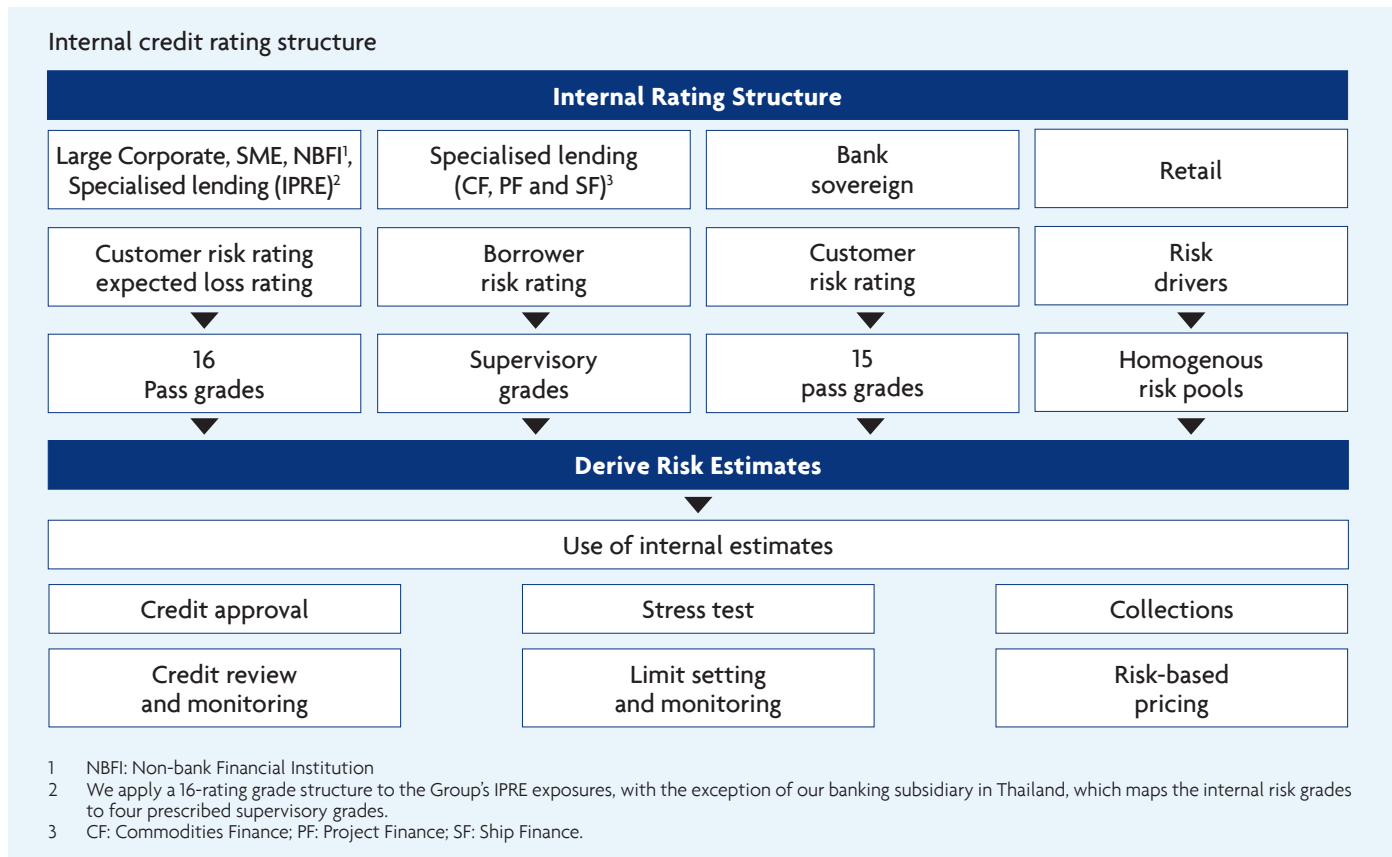 Internal credit rating structure
Internal Rating Structure
Large Corporate, SME, NBFI¹,
Specialised lending (IPRE)²
Specialised lending
(CF, PF and SF)³
Bank
sovereign
Retail
Customer risk rating
expected loss rating
Borrower
risk rating
Customer
risk rating
Risk
drivers
16
Pass grades
Supervisory
grades
15
pass grades
Homogenous
risk pools
Derive Risk Estimates
Use of internal estimates
Credit approval
Stress test
Collections
Credit review
and monitoring
Limit setting
and monitoring
Risk-based
pricing
1 NBFI: Non-bank Financial Institution
2 We apply a 16-rating grade structure to the Group’s IPRE exposures, with the exception of our banking subsidiary in Thailand, which maps the internal risk grades
to four prescribed supervisory grades.
3 CF: Commodities Finance; PF: Project Finance; SF: Ship Finance.